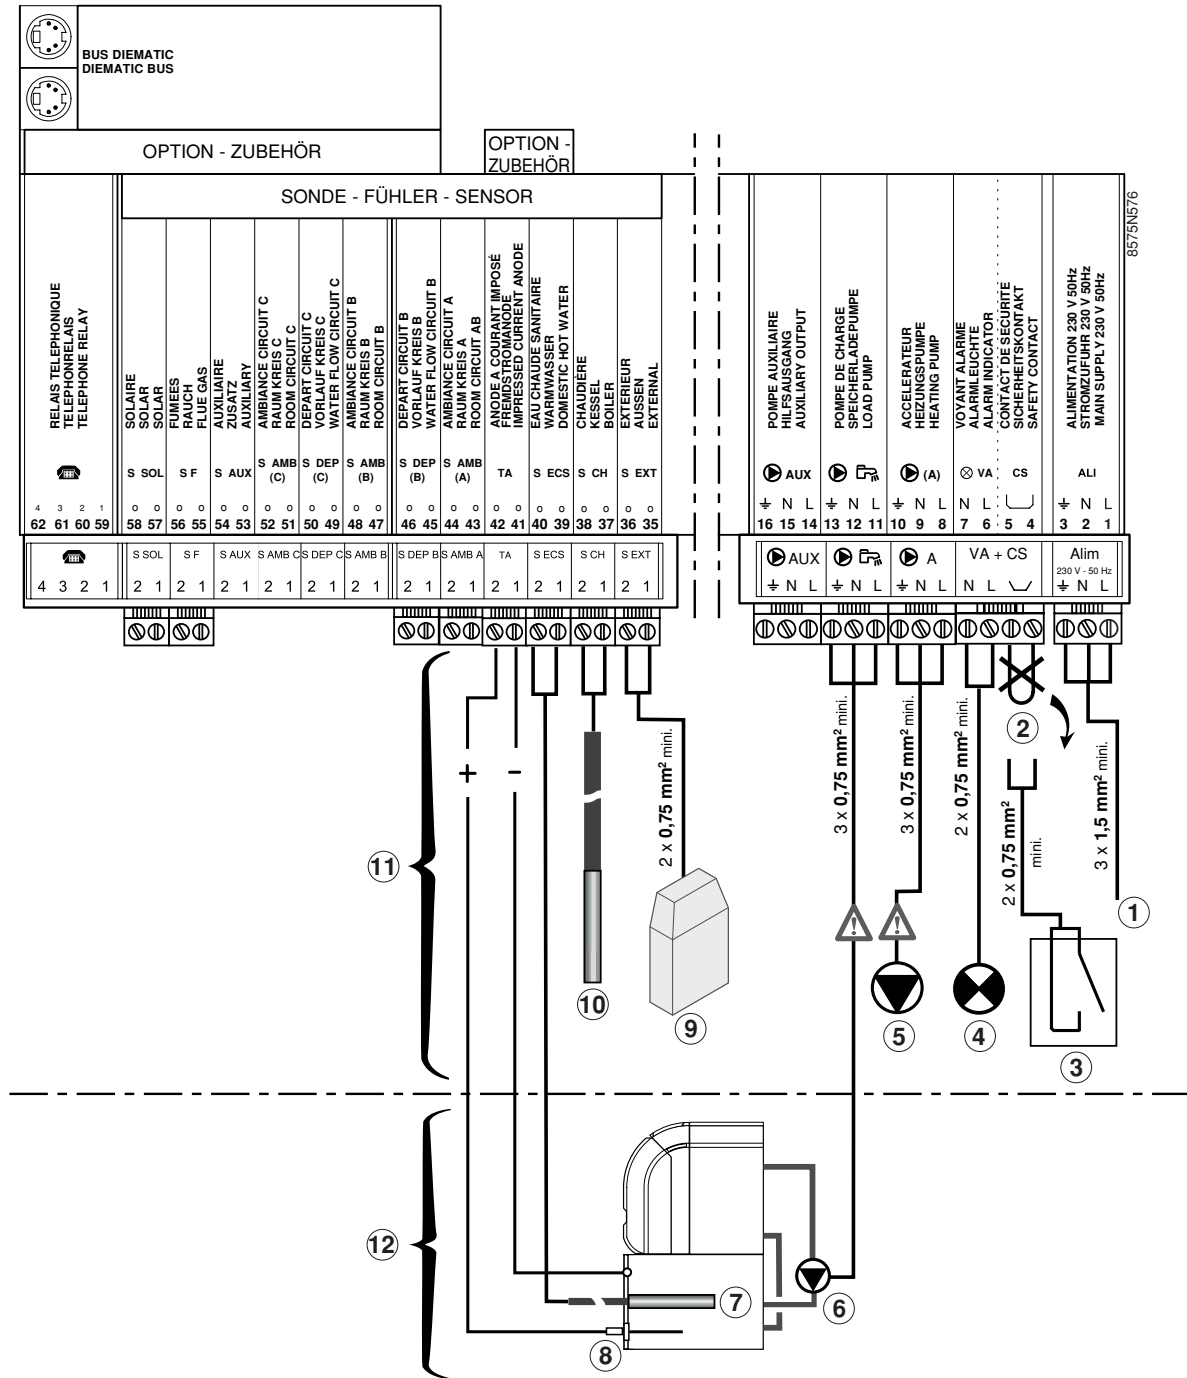 BUS DIEMATIC
DIEMATIC BUS
OPTION - ZUBEHÖR
OPTION -
ZUBEHÖR
SONDE - FÜHLER - SENSOR
8575N576
RELAIS TELEPHONIQUE
TELEPHONRELAIS
TELEPHONE RELAY
SOLAIRE
SOLAR
SOLAR
FUMEES
RAUCH
FLUE GAS
AUXILIAIRE
ZUSATZ
AUXILIARY
AMBIANCE CIRCUIT C
RAUM KREIS C
ROOM CIRCUIT C
DEPART CIRCUIT C
VORLAUF KREIS C
WATER FLOW CIRCUIT C
AMBIANCE CIRCUIT B
RAUM KREIS B
ROOM CIRCUIT B
DEPART CIRCUIT B
VORLAUF KREIS B
WATER FLOW CIRCUIT B
AMBIANCE CIRCUIT A
RAUM KREIS A
ROOM CIRCUIT AB
ANODE A COURANT IMPOSÉ
FEREMDSTROMANODE
IMPRESSED CURRENT ANODE
EAU CHAUDE SANITAIRE
WARMWASSER
DOMESTIC HOT WATER
CHAUDIÈRE
KESSEL
BOILER
EXTERIEUR
AUSSEN
EXTERNAL
POMPE AUXILIAIRE
HILFSAUSGANG
AUXILIARY OUTPUT
POMPE DE CHARGE
SPEICHERLADEPUMPE
LOAD PUMP
ACCELERATEUR
HEIZUNGSPUMPE
HEATING PUMP
VOYANT ALARME
ALARMLEUCHTE
ALARM INDICATOR
CONTACT DE SÉCURITÉ
SICHERHEITSKONTAKT
SAFETY CONTACT
ALIMENTATION 230 V 50Hz
STROMZUFUHR 230 V 50Hz
MAIN SUPPLY 230 V 50Hz
S SOL S F S AUX S AMB (C) S DEP (C) S AMB (B) S DEP (B) S AMB (A) TA S ECS S CH S EXT AUX (A) VA CS ALI
4 3 2 1 N L N L N L N L N L
62 61 60 59 58 57 56 55 54 53 52 51 50 49 48 47 46 45 44 43 42 41 40 39 38 37 36 35 16 15 14 13 12 11 10 9 8 7 6 5 4 3 2 1
S SOL S F S AUX S AMB C S DEP C S AMB B S DEP B S AMB A TA S ECS S CH S EXT AUX A VA + CS Alim
230 V - 50 Hz
4 3 2 1 2 1 2 1 2 1 2 1 2 1 2 1 2 1 2 1 2 1 2 1 2 1 2 1 N L N L N L N L N L
+ -
2 x 0,75 mm² mini.
3 x 0,75 mm² mini.
3 x 0,75 mm² mini.
2 x 0,75 mm² mini.
2 x 0,75 mm²
mini.
3 x 1,5 mm² mini.
2
11
1
10
9
5
4
3
12
7
6
8